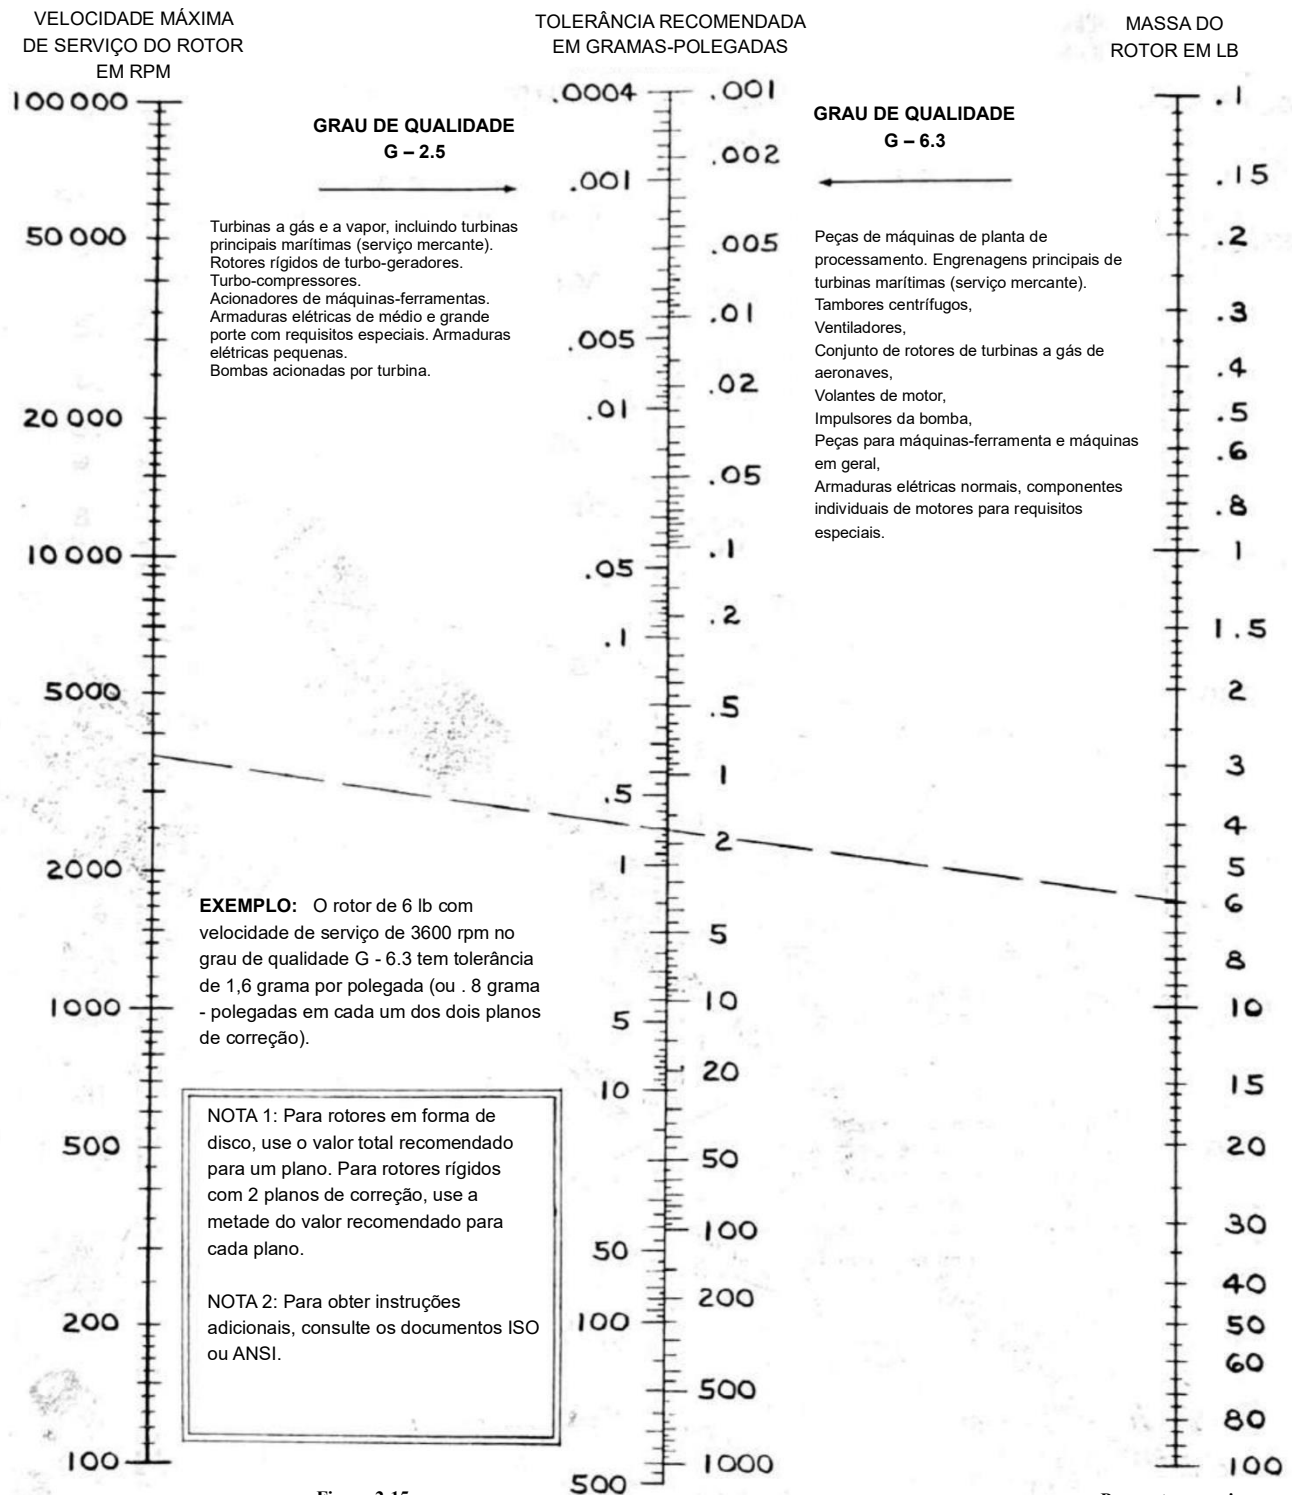 VELOCIDADE MÁXIMA
DE SERVIÇO DO ROTOR
EM RPM
TOLERÂNCIA RECOMENDADA
EM GRAMAS-POLEGADAS
MASSA DO
ROTOR EM LB
100 000
50 000
20 000
10 000
5000
2000
1000
500
200
100
GRAU DE QUALIDADE
G – 2.5
Turbinas a gás e a vapor, incluindo turbinas
principais marítimas (serviço mercante).
Rotores rígidos de turbo-geradores.
Turbo-compressores.
Acionadores de máquinas-ferramentas.
Armaduras elétricas de médio e grande
porte com requisitos especiais. Armaduras
elétricas pequenas.
Bombas acionadas por turbina.
.0004
.001
.005
.01
.05
.1
.5
1
5
10
50
100
500
.001
.002
.005
.01
.02
.05
.1
.2
.5
1
2
5
10
20
50
100
200
500
1000
GRAU DE QUALIDADE
G – 6.3
Peças de máquinas de planta de
processamento. Engrenagens principais de
turbinas marítimas (serviço mercante).
Tambores centrífugos,
Ventiladores,
Conjunto de rotores de turbinas a gás de
aeronaves,
Volantes de motor,
Impulsores da bomba,
Peças para máquinas-ferramenta e máquinas
em geral,
Armaduras elétricas normais, componentes
individuais de motores para requisitos
especiais.
.1
.15
.2
.3
.4
.5
.6
.8
1
1.5
2
3
4
5
6
8
10
15
20
30
40
50
60
80
100
EXEMPLO: O rotor de 6 lb com
velocidade de serviço de 3600 rpm no
grau de qualidade G - 6.3 tem tolerância
de 1,6 grama por polegada (ou . 8 grama
- polegadas em cada um dos dois planos
de correção).
NOTA 1: Para rotores em forma de
disco, use o valor total recomendado
para um plano. Para rotores rígidos
com 2 planos de correção, use a
metade do valor recomendado para
cada plano.
NOTA 2: Para obter instruções
adicionais, consulte os documentos ISO
ou ANSI.